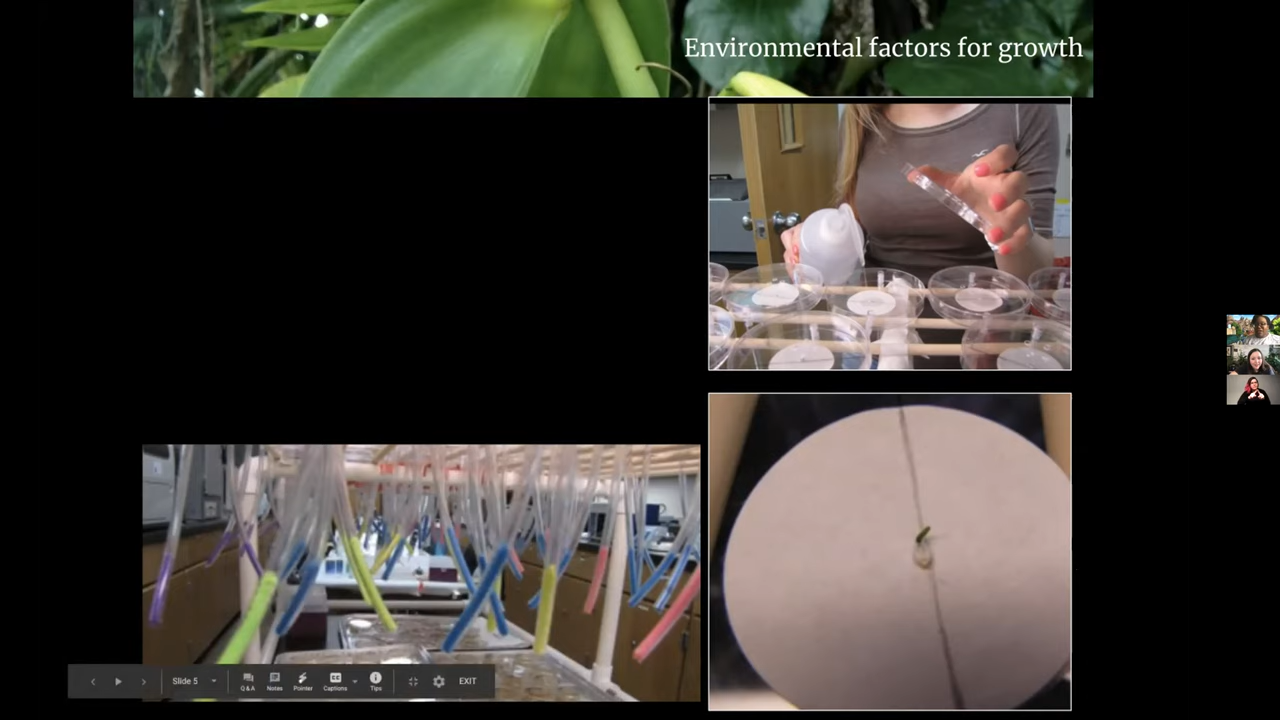 Environmental factors for growth
Slide 5
Q & A
Notes
Pointer
Captions
Tips
EXIT